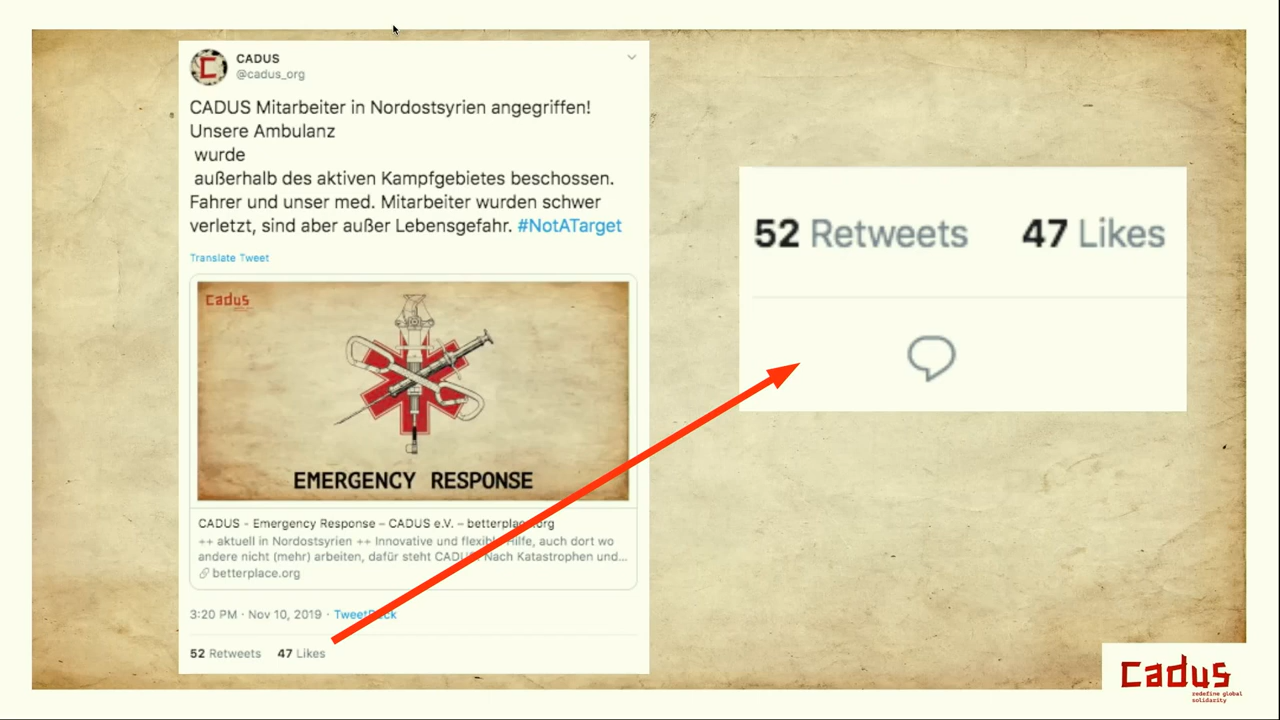 CADUS
@cadus_org
CADUS Mitarbeiter in Nordostsyrien angegriffen!
Unsere Ambulanz
wurde
außerhalb des aktiven Kampfgebietes beschossen.
Fahrer und unser med. Mitarbeiter wurden schwer
verletzt, sind aber außer Lebensgefahr. #NotATarget
Translate Tweet
cadus
EMERGENCY RESPONSE
CADUS - Emergency Response – CADUS e.V. – betterplace.org
++ aktuell in Nordostsyrien ++ Innovative und flexible Hilfe, auch dort wo
andere nicht (mehr) arbeiten, dafür steht CADUS. Nach Katastrophen und...
betterplace.org
3:20 PM · Nov 10, 2019 · TweetDeck
52 Retweets 47 Likes
52 Retweets 47 Likes
cadus
redefine global
solidarity